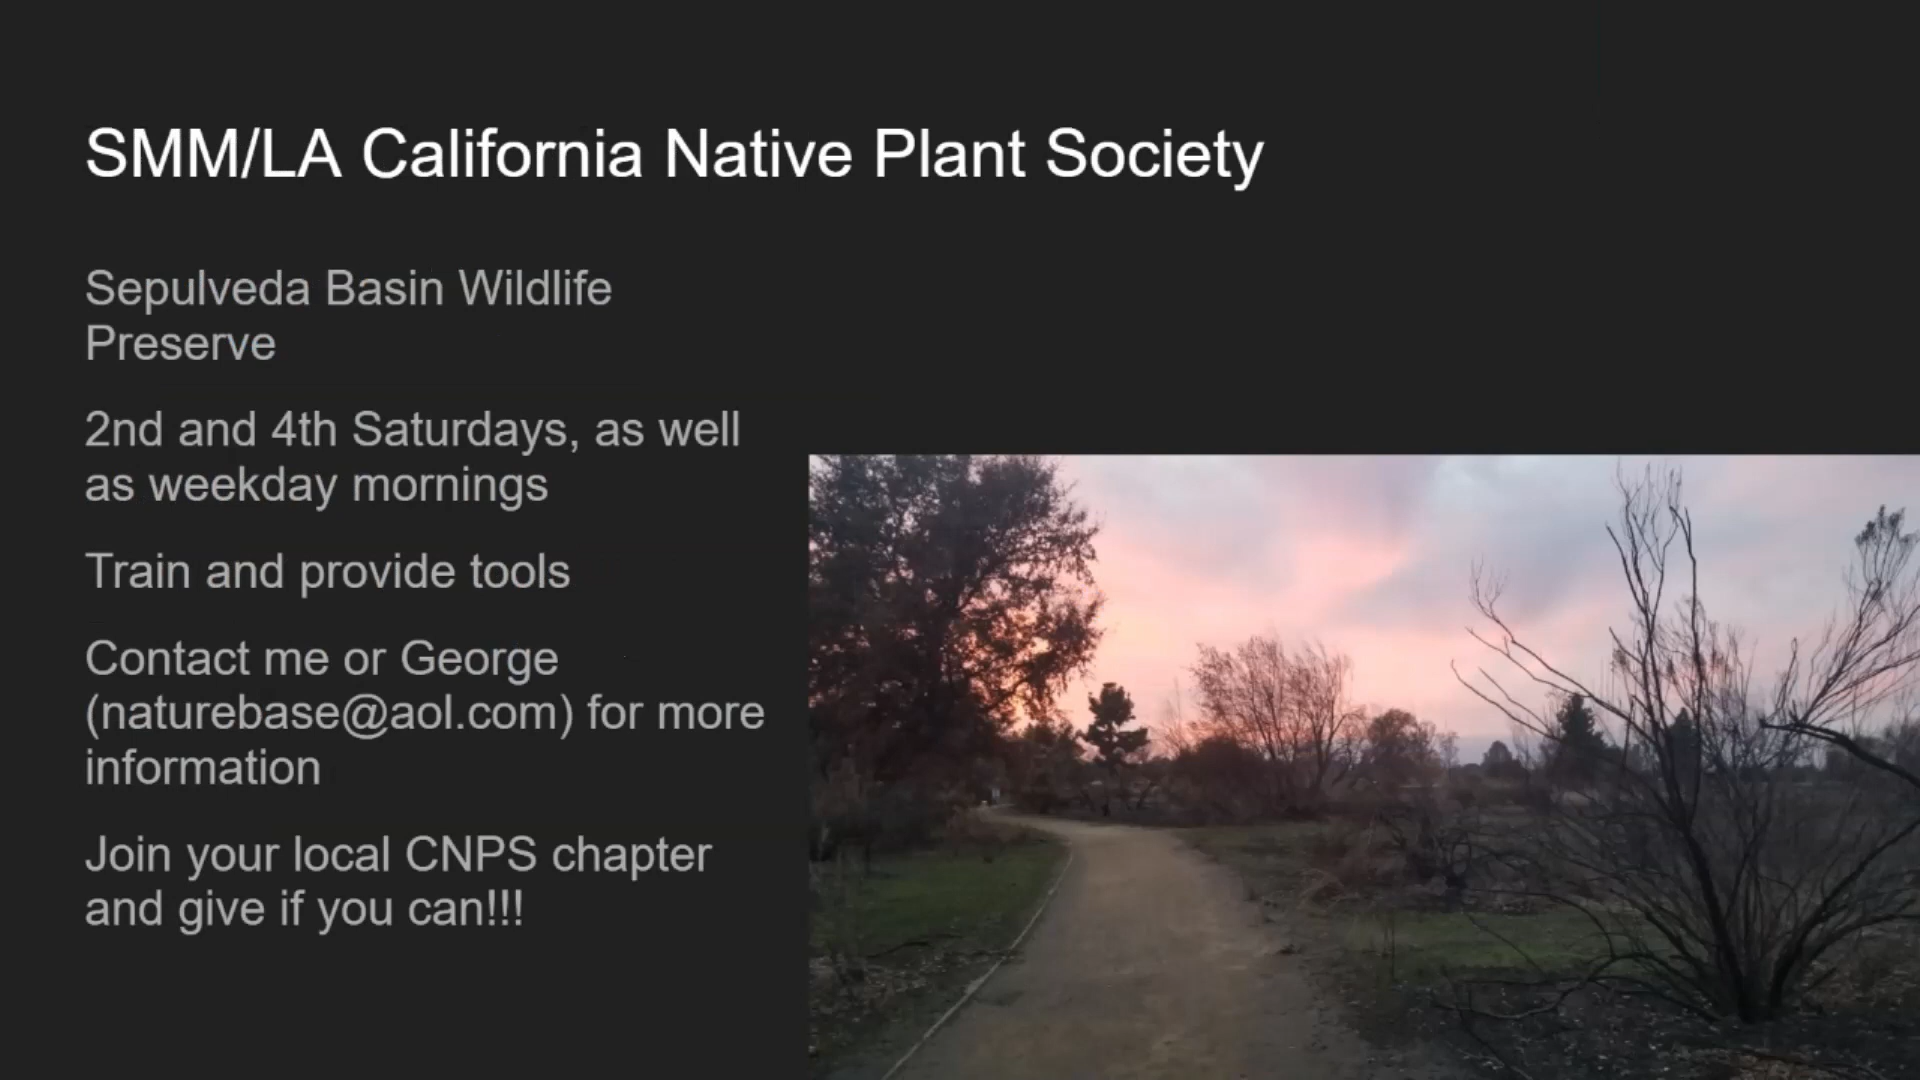 SMM/LA California Native Plant Society
Sepulveda Basin Wildlife
Preserve
2nd and 4th Saturdays, as well
as weekday mornings
Train and provide tools
Contact me or George
(naturebase@aol.com) for more
information
Join your local CNPS chapter
and give if you can!!!